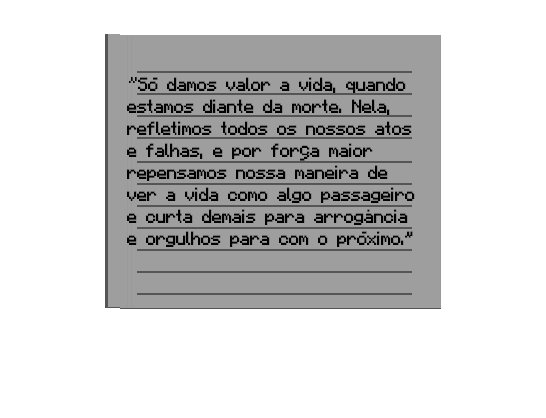 "Só damos valor a vida, quando
estamos diante da morte. Nela,
refletimos todos os nossos atos
e falhas, e por força maior
repensamos nossa maneira de
ver a vida como algo passageiro
e curta demais para arrogância
e orgulhos para com o próximo."